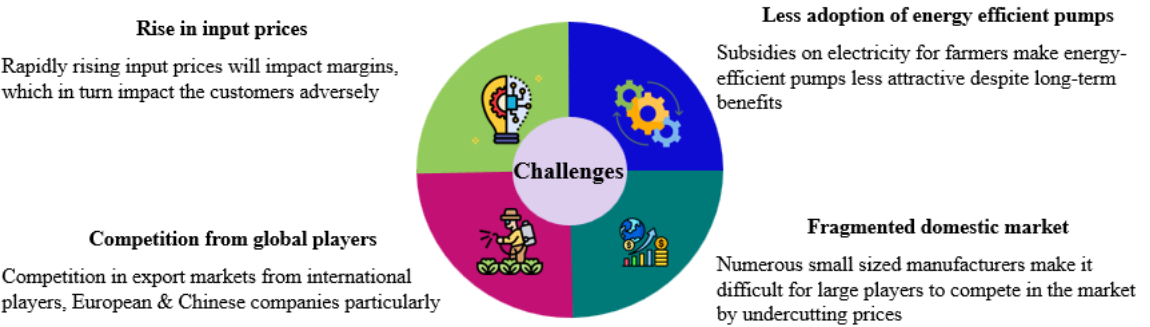 Rise in input prices
Rapidly rising input prices will impact margins,
which in turn impact the customers adversely
Less adoption of energy efficient pumps
Subsidies on electricity for farmers make energy-
efficient pumps less attractive despite long-term
benefits
Challenges
Competition from global players
Competition in export markets from international
players, European & Chinese companies particularly
Fragmented domestic market
Numerous small sized manufacturers make it
difficult for large players to compete in the market
by undercutting prices